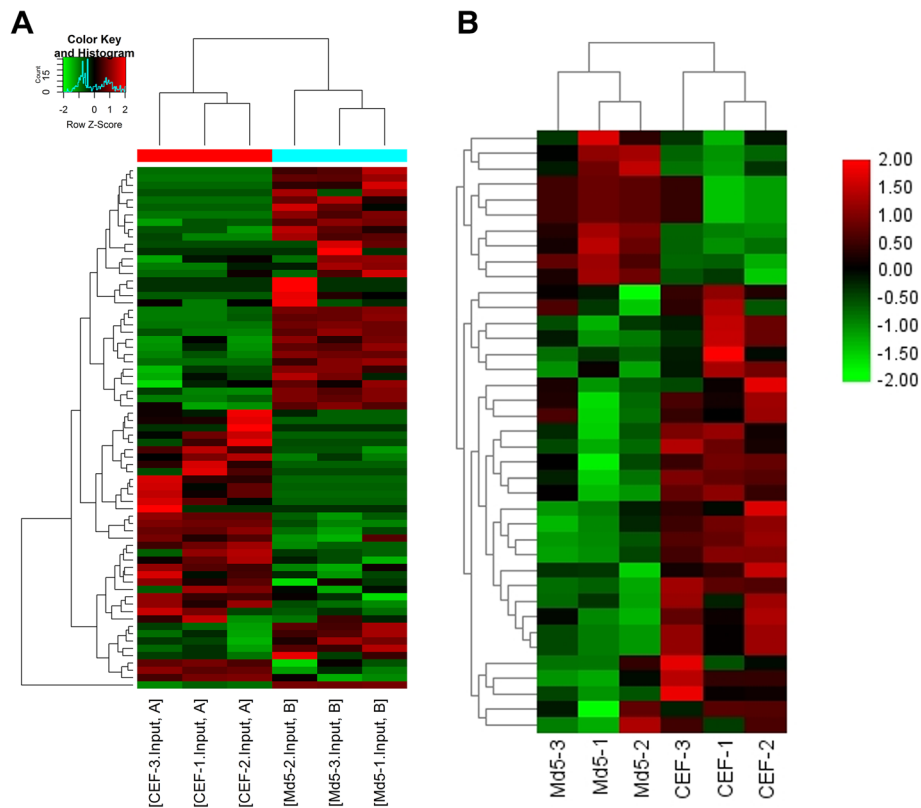 A
B
Color Key
and Histogram
Count
15
0
-2 0 1 2
Row Z-Score
2.00
1.50
1.00
0.50
0.00
-0.50
-1.00
-1.50
-2.00
[CEF-3.Input, A]
[CEF-1.Input, A]
[CEF-2.Input, A]
[Md5-2.Input, B]
[Md5-3.Input, B]
[Md5-1.Input, B]
Md5-3
Md5-1
Md5-2
CEF-3
CEF-1
CEF-2